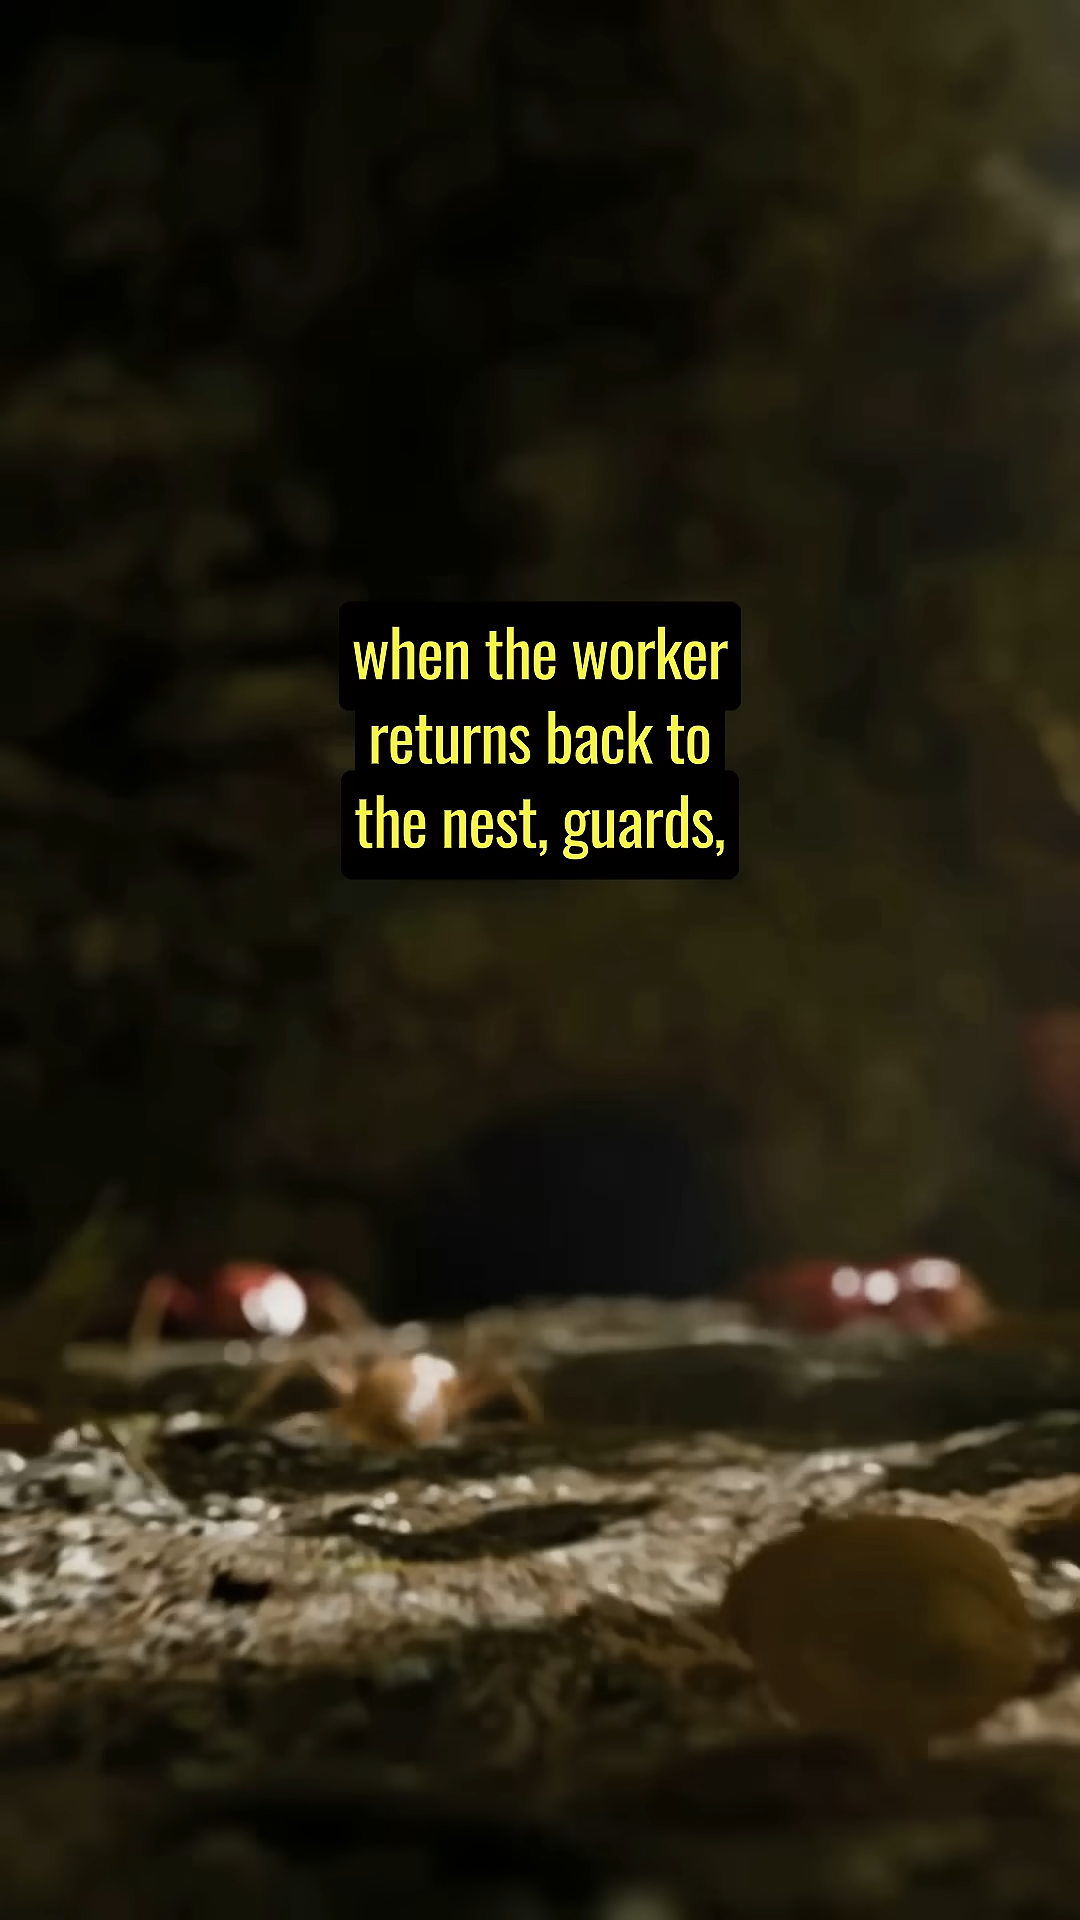 when the worker
returns back to
the nest, guards,